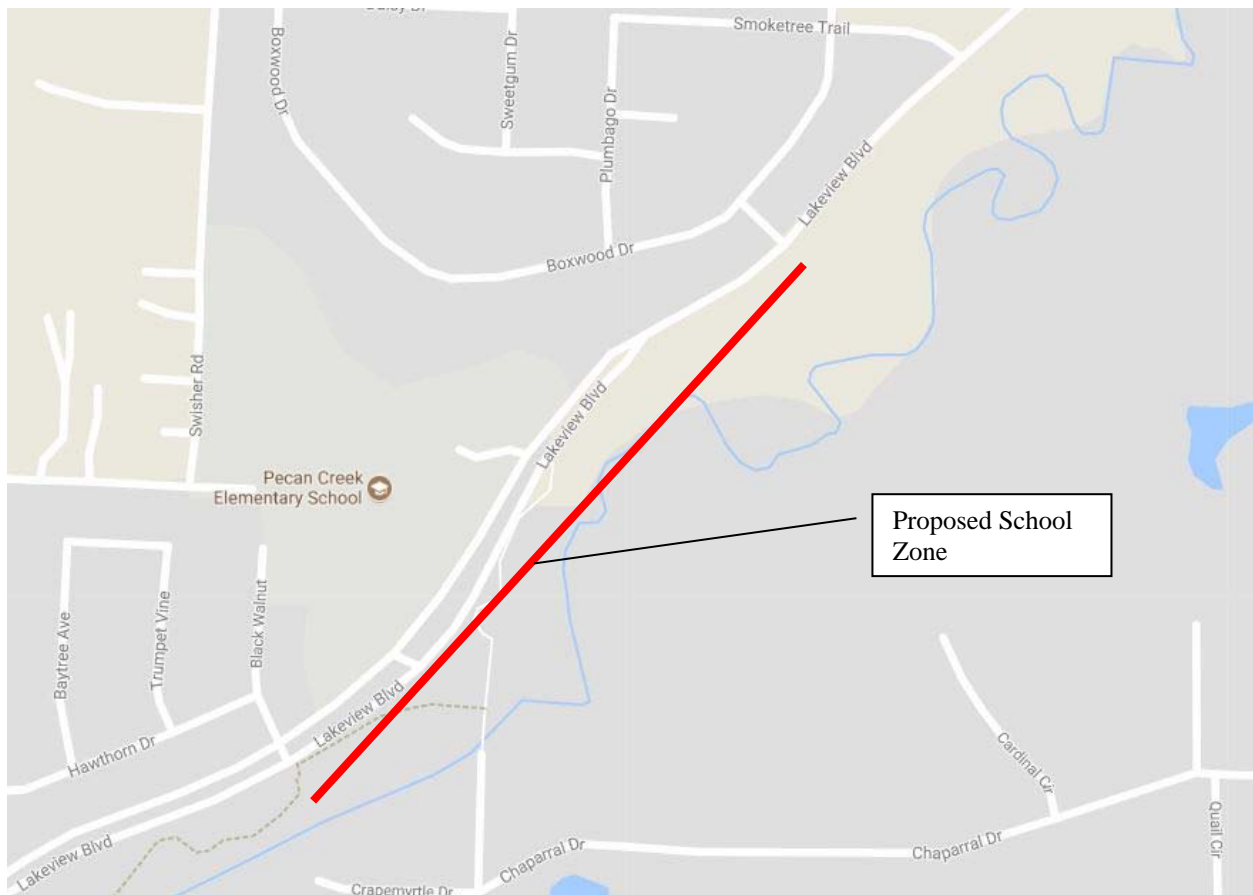 Smoketree Trail
Boxwood Dr
Sweetgum Dr
Plumbago Dr
Lakeview Blvd
Boxwood Dr
Swisher Rd
Lakeview Blvd
Pecan Creek
Elementary School
Proposed School
Zone
Baytree Ave
Trumpet Vine
Black Walnut
Lakeview Blvd
Hawthorn Dr
Cardinal Cir
Quail Cir
Lakeview Blvd
Chaparral Dr
Chaparral Dr
Crapemyrtle Dr